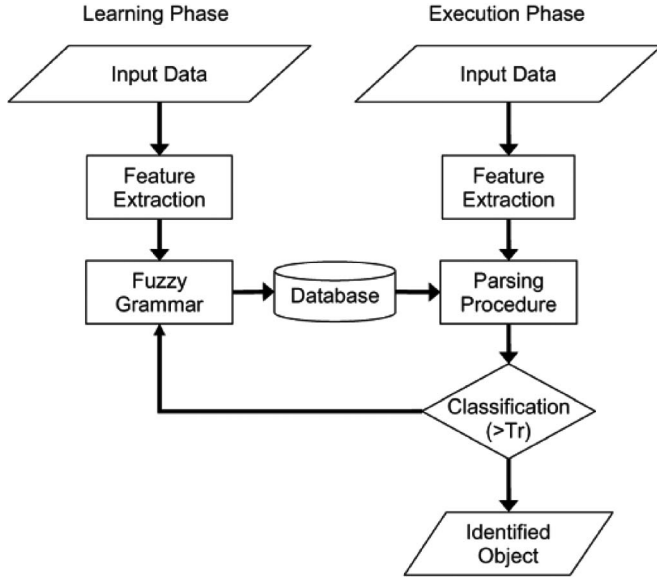 Learning Phase
Execution Phase
Input Data
Input Data
Feature
Extraction
Feature
Extraction
Fuzzy
Grammar
Database
Parsing
Procedure
Classification
(>Tr)
Identified
Object